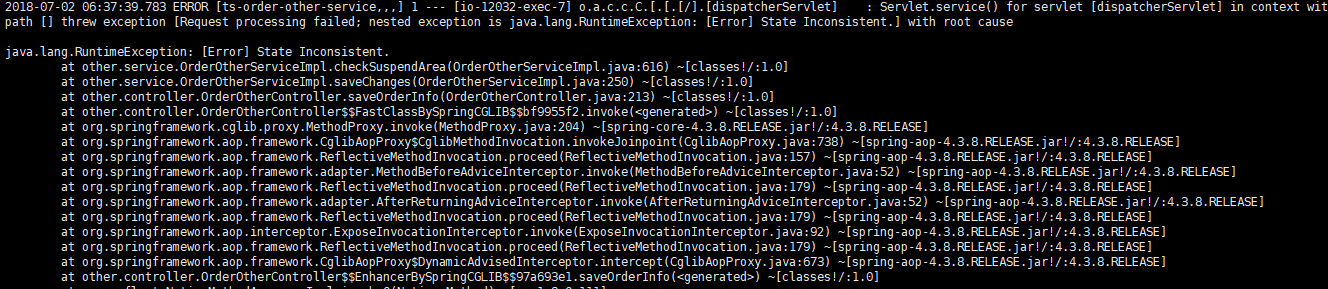 2018-07-02 06:37:39.783 ERROR [ts-order-other-service,,,] 1 --- [io-12032-exec-7] o.a.c.c.C.[.[.[/].[dispatcherServlet]    : Servlet.service() for servlet [dispatcherServlet] in context wit
path [] threw exception [Request processing failed; nested exception is java.lang.RuntimeException: [Error] State Inconsistent.] with root cause
java.lang.RuntimeException: [Error] State Inconsistent.
at other.service.OrderOtherServiceImpl.checkSuspendArea(OrderOtherServiceImpl.java:616) ~[classes!/:1.0]
at other.service.OrderOtherServiceImpl.saveChanges(OrderOtherServiceImpl.java:250) ~[classes!/:1.0]
at other.controller.OrderOtherController.saveOrderInfo(OrderOtherController.java:213) ~[classes!/:1.0]
at other.controller.OrderOtherController$$FastClassBySpringCGLIB$$bf9955f2.invoke(<generated>) ~[classes!/:1.0]
at org.springframework.cglib.proxy.MethodProxy.invoke(MethodProxy.java:204) ~[spring-core-4.3.8.RELEASE.jar!/:4.3.8.RELEASE]
at org.springframework.aop.framework.CglibAopProxy$CglibMethodInvocation.invokeJoinpoint(CglibAopProxy.java:738) ~[spring-aop-4.3.8.RELEASE.jar!/:4.3.8.RELEASE]
at org.springframework.aop.framework.ReflectiveMethodInvocation.proceed(ReflectiveMethodInvocation.java:157) ~[spring-aop-4.3.8.RELEASE.jar!/:4.3.8.RELEASE]
at org.springframework.aop.framework.adapter.MethodBeforeAdviceInterceptor.invoke(MethodBeforeAdviceInterceptor.java:52) ~[spring-aop-4.3.8.RELEASE.jar!/:4.3.8.RELEASE]
at org.springframework.aop.framework.ReflectiveMethodInvocation.proceed(ReflectiveMethodInvocation.java:179) ~[spring-aop-4.3.8.RELEASE.jar!/:4.3.8.RELEASE]
at org.springframework.aop.framework.adapter.AfterReturningAdviceInterceptor.invoke(AfterReturningAdviceInterceptor.java:52) ~[spring-aop-4.3.8.RELEASE.jar!/:4.3.8.RELEASE]
at org.springframework.aop.framework.ReflectiveMethodInvocation.proceed(ReflectiveMethodInvocation.java:179) ~[spring-aop-4.3.8.RELEASE.jar!/:4.3.8.RELEASE]
at org.springframework.aop.interceptor.ExposeInvocationInterceptor.invoke(ExposeInvocationInterceptor.java:92) ~[spring-aop-4.3.8.RELEASE.jar!/:4.3.8.RELEASE]
at org.springframework.aop.framework.ReflectiveMethodInvocation.proceed(ReflectiveMethodInvocation.java:179) ~[spring-aop-4.3.8.RELEASE.jar!/:4.3.8.RELEASE]
at org.springframework.aop.framework.CglibAopProxy$DynamicAdvisedInterceptor.intercept(CglibAopProxy.java:673) ~[spring-aop-4.3.8.RELEASE.jar!/:4.3.8.RELEASE]
at other.controller.OrderOtherController$$EnhancerBySpringCGLIB$$97a693e1.saveOrderInfo(<generated>) ~[classes!/:1.0]